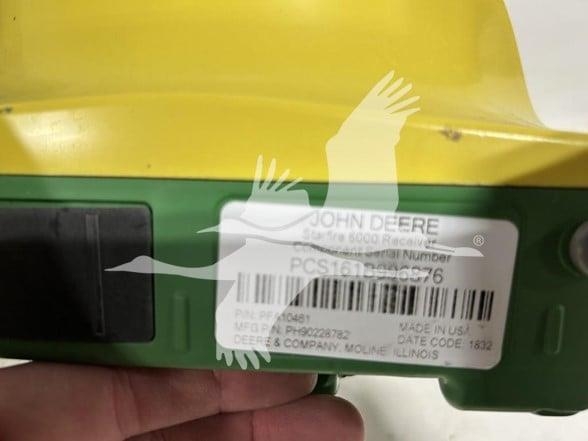 JOHN DEERE
Starfire 6000 Receiver
Component Serial Number
P/N: PFA10461
MFG P/N: PH90228782
MADE IN USA
DEERE & COMPANY, MOLINE ILLINOIS
DATE CODE: 1832
®